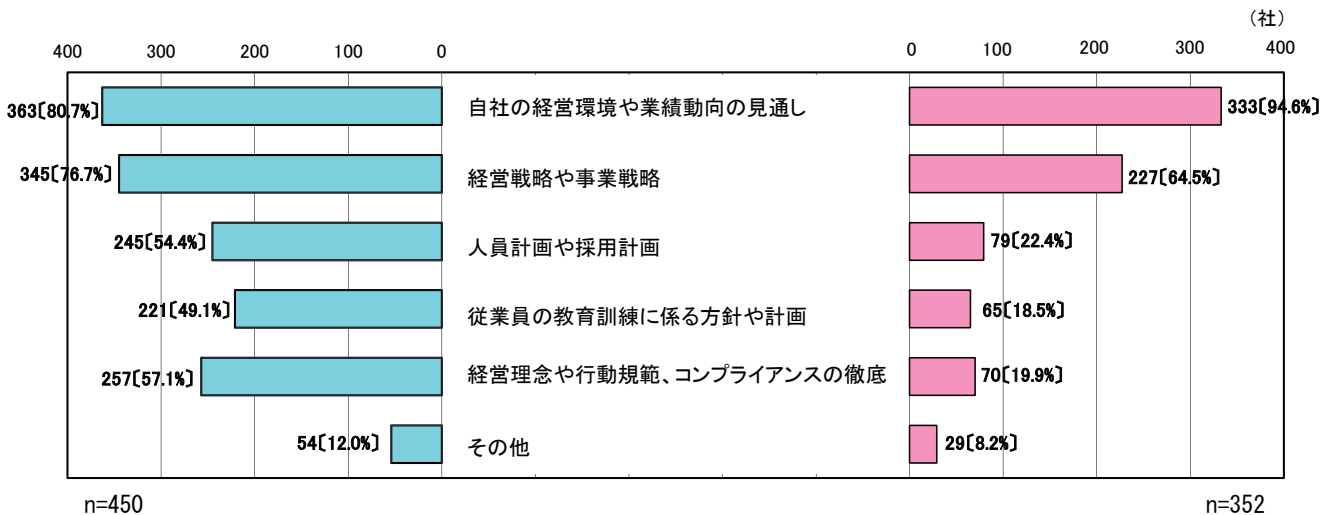 （社）
400 300 200 100 0 0 100 200 300 400
363〔80.7%〕 自社の経営環境や業績動向の見通し 333〔94.6%〕
345〔76.7%〕 経営戦略や事業戦略 227〔64.5%〕
245〔54.4%〕 人員計画や採用計画 79〔22.4%〕
221〔49.1%〕 従業員の教育訓練に係る方針や計画 65〔18.5%〕
257〔57.1%〕 経営理念や行動規範、コンプライアンスの徹底 70〔19.9%〕
54〔12.0%〕 その他 29〔8.2%〕
n=450 n=352